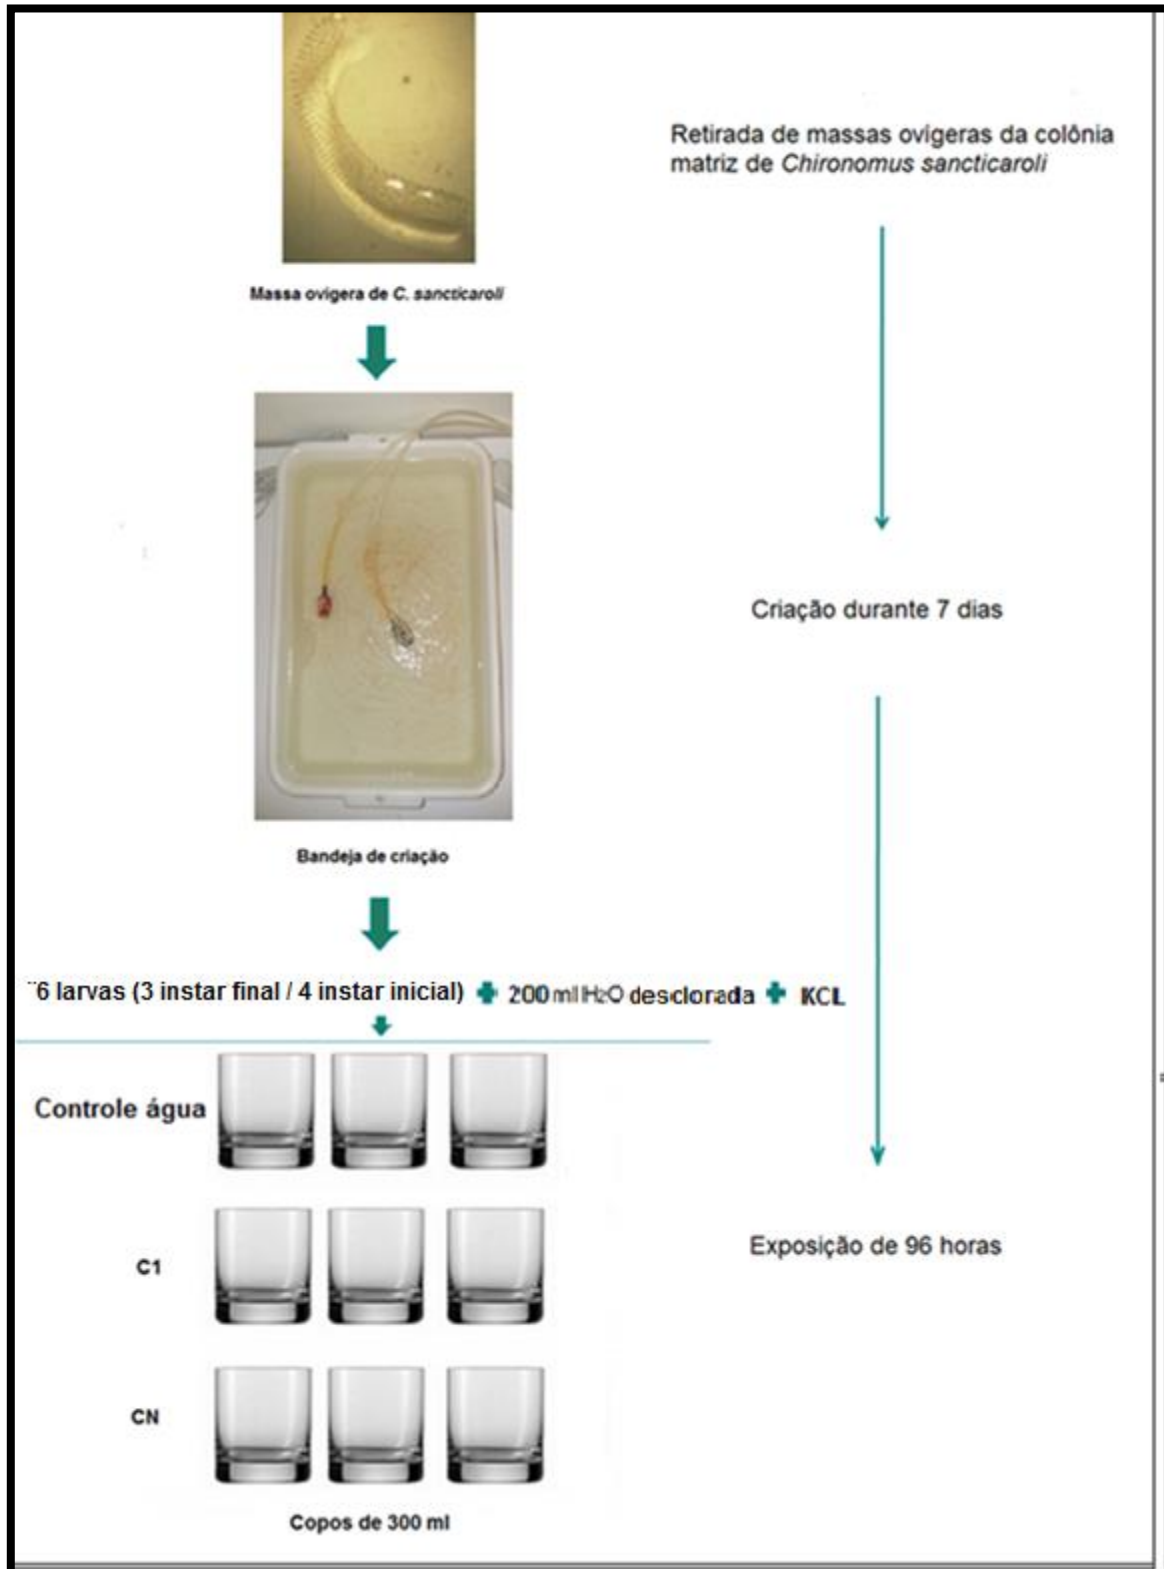 Retirada de massas ovígeras da colônia
matriz de Chironomus sancticaroli
Massa ovígera de C. sancticaroli
Criação durante 7 dias
Bandeja de criação
¨6 larvas (3 instar final / 4 instar inicial) + 200 ml H2O desclorada + KCL
Controle água
C1
Exposição de 96 horas
CN
Copos de 300 ml